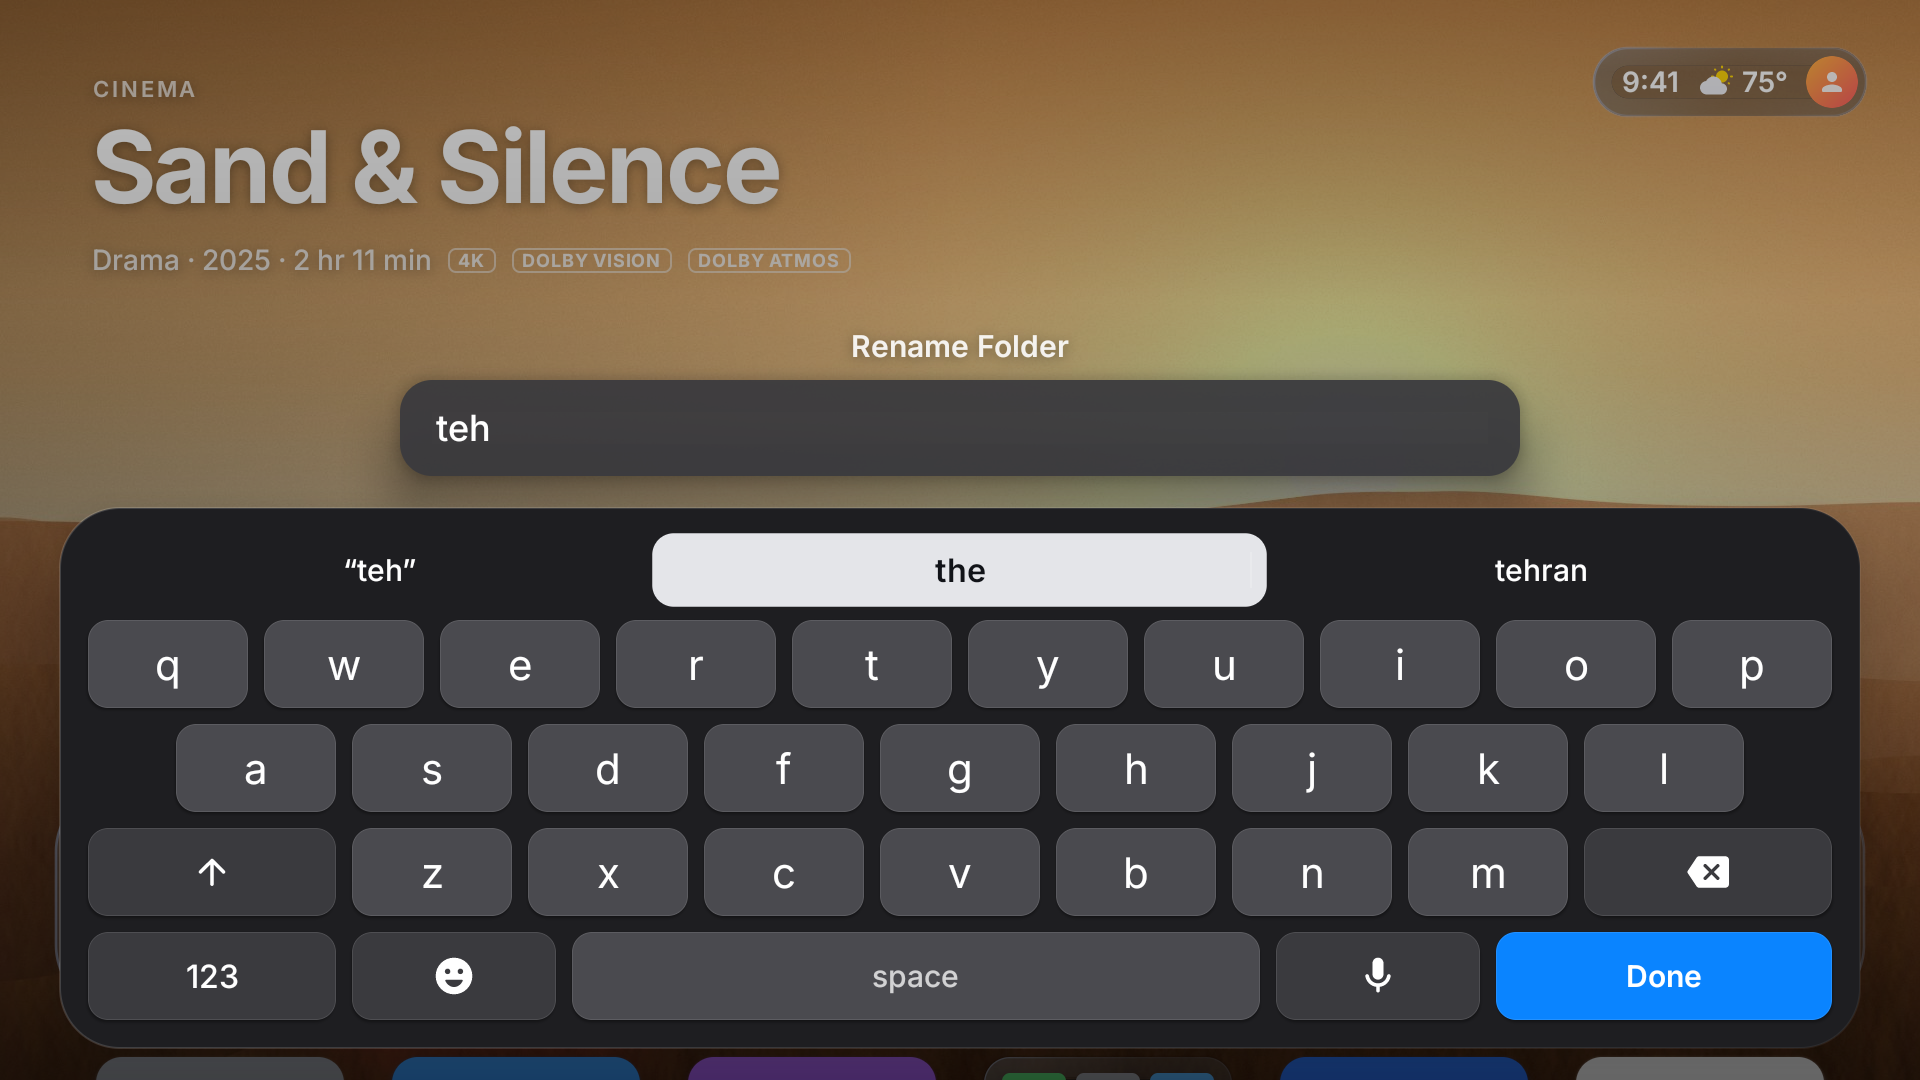 CINEMA
Sand & Silence
Drama · 2025 · 2 hr 11 min 4K DOLBY VISION DOLBY ATMOS
9:41 75°
Rename Folder
teh
“teh” the tehran
q w e r t y u i o p
a s d f g h j k l
z x c v b n m
123 space Done